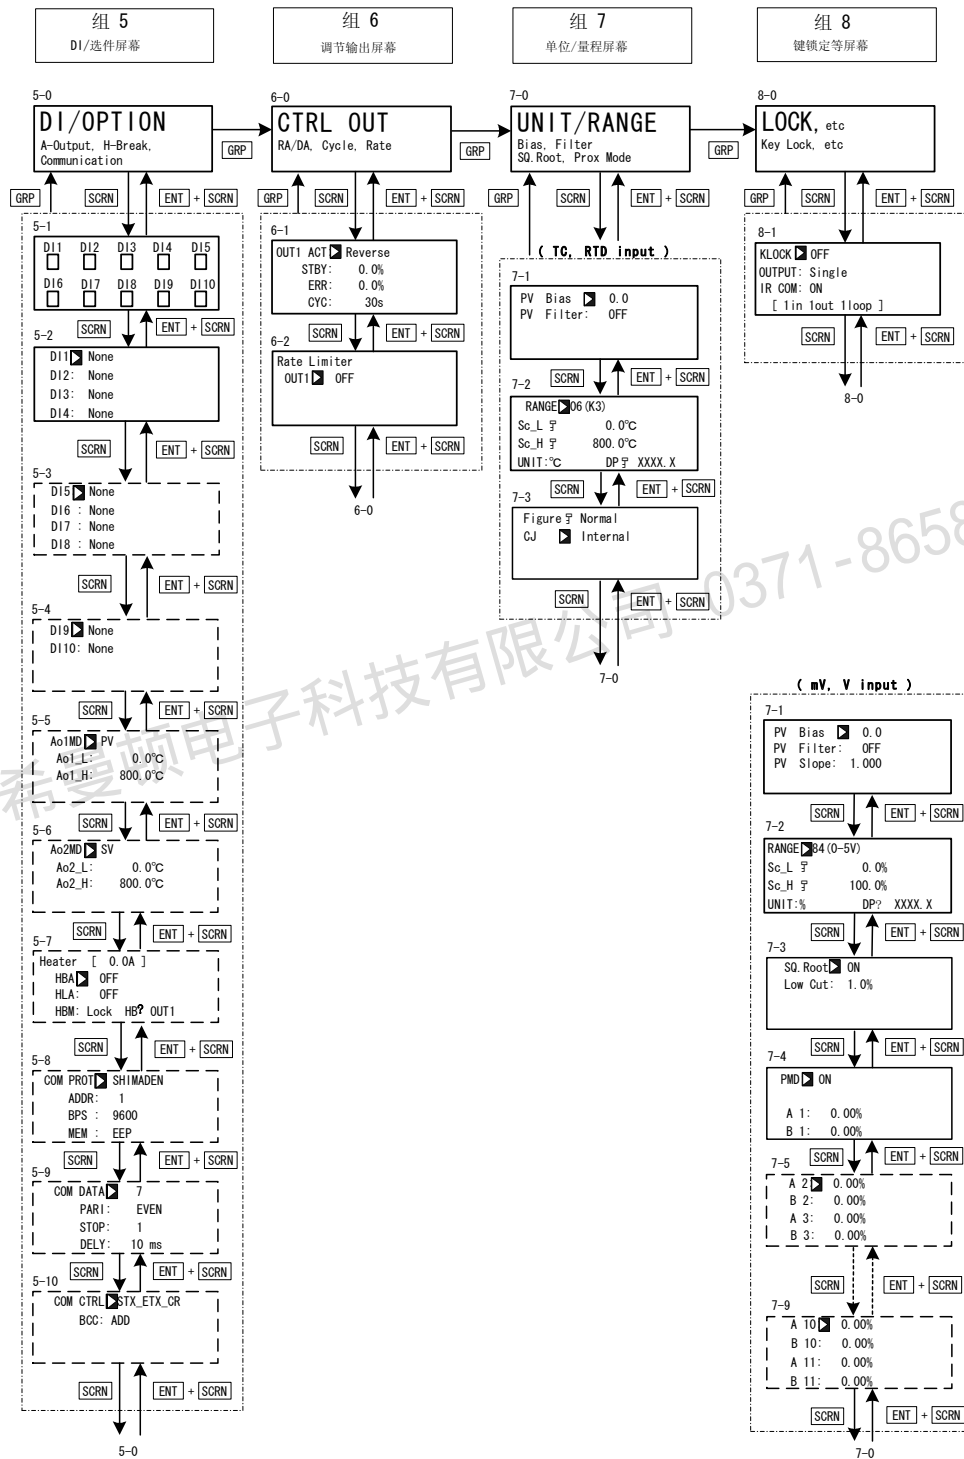 组 5
DI/选件屏幕
组 6
调节输出屏幕
组 7
单位/量程屏幕
组 8
键锁定等屏幕
5-0
DI/OPTION
A-Output, H-Break,
Communication
6-0
CTRL OUT
RA/DA, Cycle, Rate
7-0
UNIT/RANGE
Bias, Filter
SQ.Root, Prox Mode
8-0
LOCK, etc
Key Lock, etc
GRP
GRP
GRP
GRP SCRN ENT + SCRN
GRP SCRN ENT + SCRN
GRP SCRN ENT + SCRN
GRP SCRN ENT + SCRN
5-1
DI1 DI2 DI3 DI4 DI5
DI6 DI7 DI8 DI9 DI10
SCRN ENT + SCRN
5-2
DI1 None
DI2: None
DI3: None
DI4: None
SCRN ENT + SCRN
5-3
DI5 None
DI6 : None
DI7 : None
DI8 : None
SCRN ENT + SCRN
5-4
DI9 None
DI10: None
SCRN ENT + SCRN
5-5
Ao1MD PV
Ao1_L: 0.0℃
Ao1_H: 800.0℃
SCRN ENT + SCRN
5-6
Ao2MD SV
Ao2_L: 0.0℃
Ao2_H: 800.0℃
SCRN ENT + SCRN
5-7
Heater [ 0.0A ]
HBA OFF
HLA: OFF
HBM: Lock HB? OUT1
SCRN ENT + SCRN
5-8
COM PROT SHIMADEN
ADDR: 1
BPS : 9600
MEM : EEP
SCRN ENT + SCRN
5-9
COM DATA 7
PARI: EVEN
STOP: 1
DELY: 10 ms
SCRN ENT + SCRN
5-10
COM CTRL STX_ETX_CR
BCC: ADD
SCRN ENT + SCRN
5-0
6-1
OUT1 ACT Reverse
STBY: 0.0%
ERR: 0.0%
CYC: 30s
SCRN ENT + SCRN
6-2
Rate Limiter
OUT1 OFF
SCRN ENT + SCRN
6-0
( TC, RTD input )
7-1
PV Bias 0.0
PV Filter: OFF
SCRN ENT + SCRN
7-2
RANGE 06(K3)
Sc_L 0.0℃
Sc_H 800.0℃
UNIT:℃ DP XXXX.X
SCRN ENT + SCRN
7-3
Figure Normal
CJ Internal
SCRN ENT + SCRN
7-0
8-1
KLOCK OFF
OUTPUT: Single
IR COM: ON
[ 1in 1out 1loop ]
SCRN ENT + SCRN
8-0
( mV, V input )
7-1
PV Bias 0.0
PV Filter: OFF
PV Slope: 1.000
SCRN ENT + SCRN
7-2
RANGE 84(0-5V)
Sc_L 0.0%
Sc_H 100.0%
UNIT:% DP? XXXX.X
SCRN ENT + SCRN
7-3
SQ.Root ON
Low Cut: 1.0%
SCRN ENT + SCRN
7-4
PMD ON
A 1: 0.00%
B 1: 0.00%
SCRN ENT + SCRN
7-5
A 2 0.00%
B 2: 0.00%
A 3: 0.00%
B 3: 0.00%
SCRN ENT + SCRN
7-9
A 10 0.00%
B 10: 0.00%
A 11: 0.00%
B 11: 0.00%
SCRN ENT + SCRN
7-0
希曼顿电子科技有限公司 0371-8658